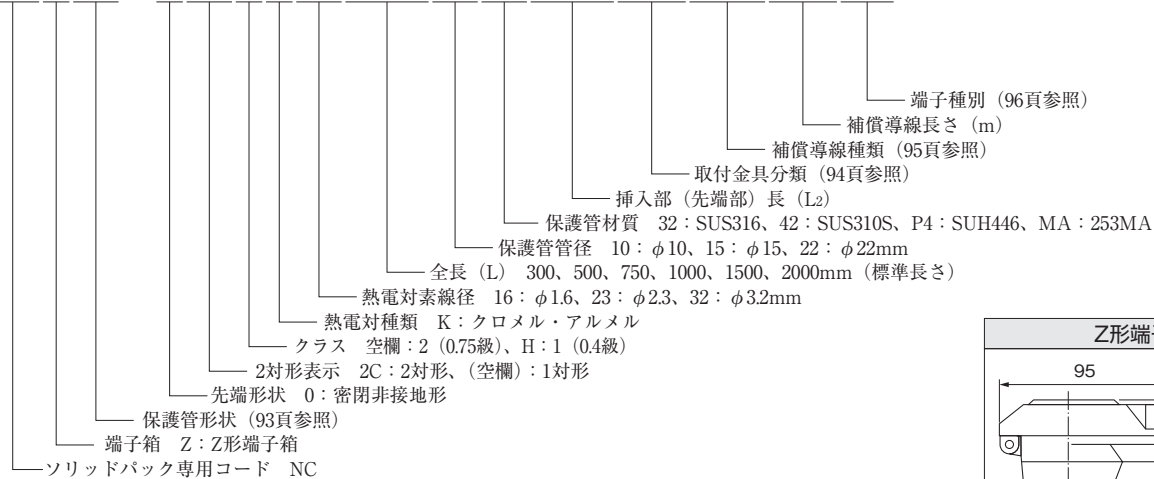 端子種別（96頁参照）
補償導線長さ（m）
補償導線種類（95頁参照）
取付金具分類（94頁参照）
挿入部（先端部）長（L2）
保護管材質　32：SUS316、42：SUS310S、P4：SUH446、MA：253MA
保護管管径　10：φ10、15：φ15、22：φ22mm
全長（L）　300、500、750、1000、1500、2000mm（標準長さ）
熱電対素線径　16：φ1.6、23：φ2.3、32：φ3.2mm
熱電対種類　K：クロメル・アルメル
クラス　空欄：2（0.75級）、H：1（0.4級）
2対形表示　2C：2対形、（空欄）：1対形
先端形状　0：密閉非接地形
保護管形状（93頁参照）
端子箱　Z：Z形端子箱
ソリッドパック専用コード　NC
Z形端
95